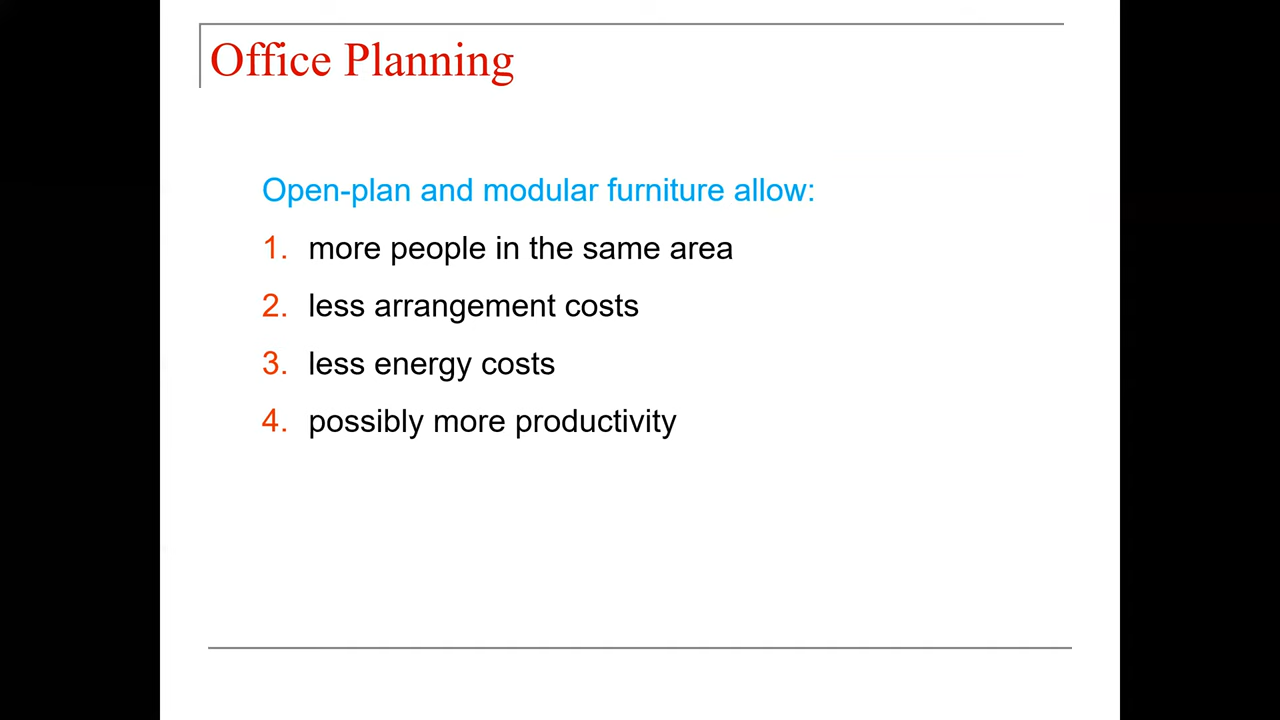 Office Planning
Open-plan and modular furniture allow:
1. more people in the same area
2. less arrangement costs
3. less energy costs
4. possibly more productivity